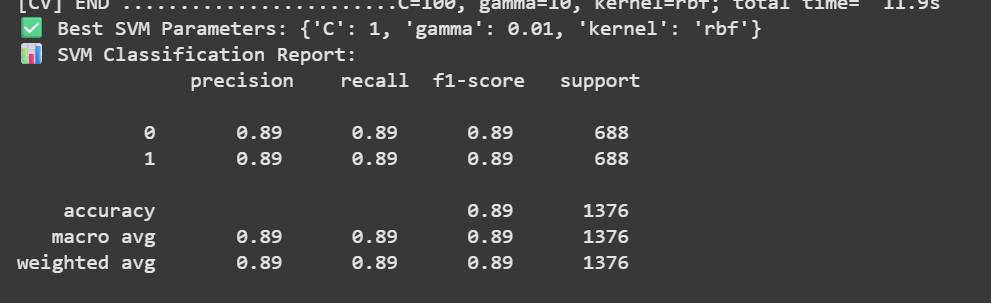 [CV] END ........................C=100, gamma=10, kernel=rbf; total time= 11.9s
✅ Best SVM Parameters: {'C': 1, 'gamma': 0.01, 'kernel': 'rbf'}
📊 SVM Classification Report:
precision recall f1-score support
0 0.89 0.89 0.89 688
1 0.89 0.89 0.89 688
accuracy 0.89 1376
macro avg 0.89 0.89 0.89 1376
weighted avg 0.89 0.89 0.89 1376